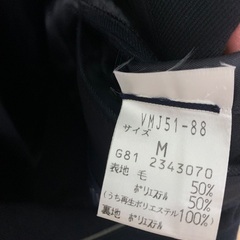 VMJ51-88
サイズ
M
G81 2343070
表地 毛 50%
ポリエステル 50%
(うち再生ポリエステル 50%)
裏地 ポリエステル 100%